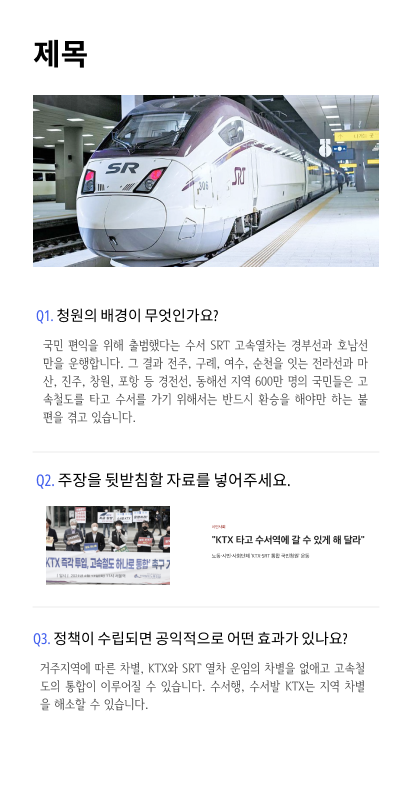 제목
SR
SRT
Q1. 청원의 배경이 무엇인가요?
국민 편익을 위해 출범했다는 수서 SRT 고속열차는 경부선과 호남선
만을 운행합니다. 그 결과 전주, 구례, 여수, 순천을 잇는 전라선과 마
산, 진주, 창원, 포항 등 경전선, 동해선 지역 600만 명의 국민들은 고
속철도를 타고 수서를 가기 위해서는 반드시 환승을 해야만 하는 불
편을 겪고 있습니다.
Q2. 주장을 뒷받침할 자료를 넣어주세요.
KTX 즉각 투입, 고속철도 하나로 통합' 촉구
"KTX 타고 수서역에 갈 수 있게 해 달라"
노동·시민·사회단체 'KTX·SRT 통합 국민청원' 운동
Q3. 정책이 수립되면 공익적으로 어떤 효과가 있나요?
거주지역에 따른 차별, KTX와 SRT 열차 운임의 차별을 없애고 고속철
도의 통합이 이루어질 수 있습니다. 수서행, 수서발 KTX는 지역 차별
을 해소할 수 있습니다.